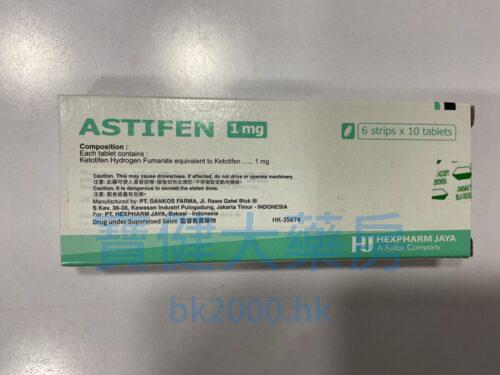 ASTIFEN 1 mg
6 strips x 10 tablets
Composition :
Each tablet contains :
Ketotifen Hydrogen Fumarate equivalent to Ketotifen ..... 1 mg
Caution. This may cause drowsiness. If affected, do not drive or operate machinery.
Caution. It is dangerous to exceed the stated dose.
Manufactured by: PT. DANKOS FARMA, Jl. Rawa Gatel Blok III
S Kav. 36-38, Kawasan Industri Pulogadung, Jakarta Timur - INDONESIA
For: PT. HEXPHARM JAYA, Bekasi - Indonesia
Drug under Supervised Sales 監督售賣藥物
HK-35674
HJ HEXPHARM JAYA
A Kalbe Company
寶健大藥房
bk2000.hk